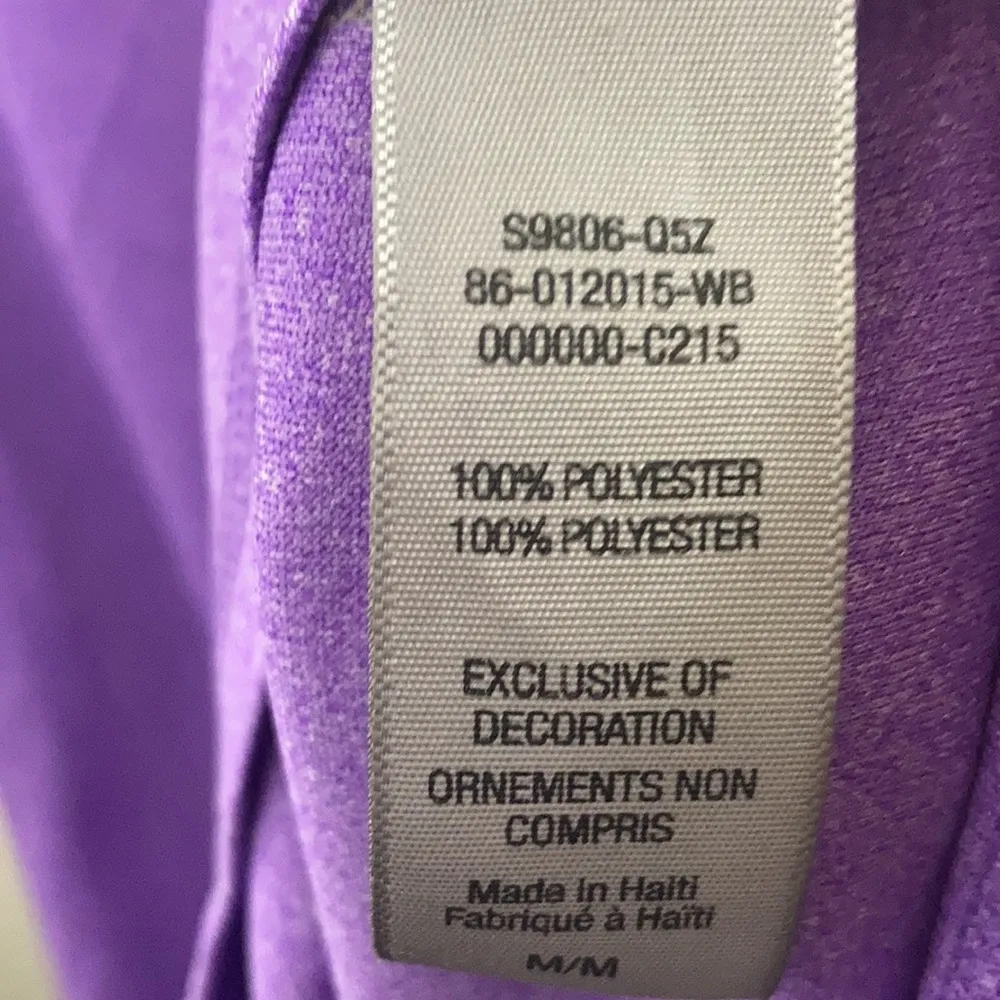 S9806-Q5Z
86-012015-WB
000000-C215
100% POLYESTER
100% POLYESTER
EXCLUSIVE OF
DECORATION
ORNEMENTS NON
COMPRIS
Made in Haiti
Fabriqué à Haïti
M/M